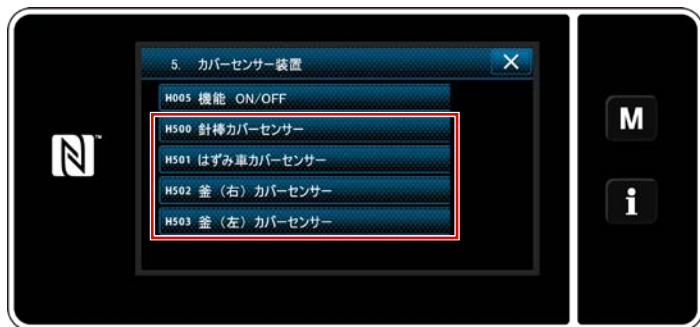 5. カバーセンサー装置
H005 機能 ON/OFF
H500 針棒カバーセンサー
H501 はずみ車カバーセンサー
H502 釜（右）カバーセンサー
H503 釜（左）カバーセンサー
M
i